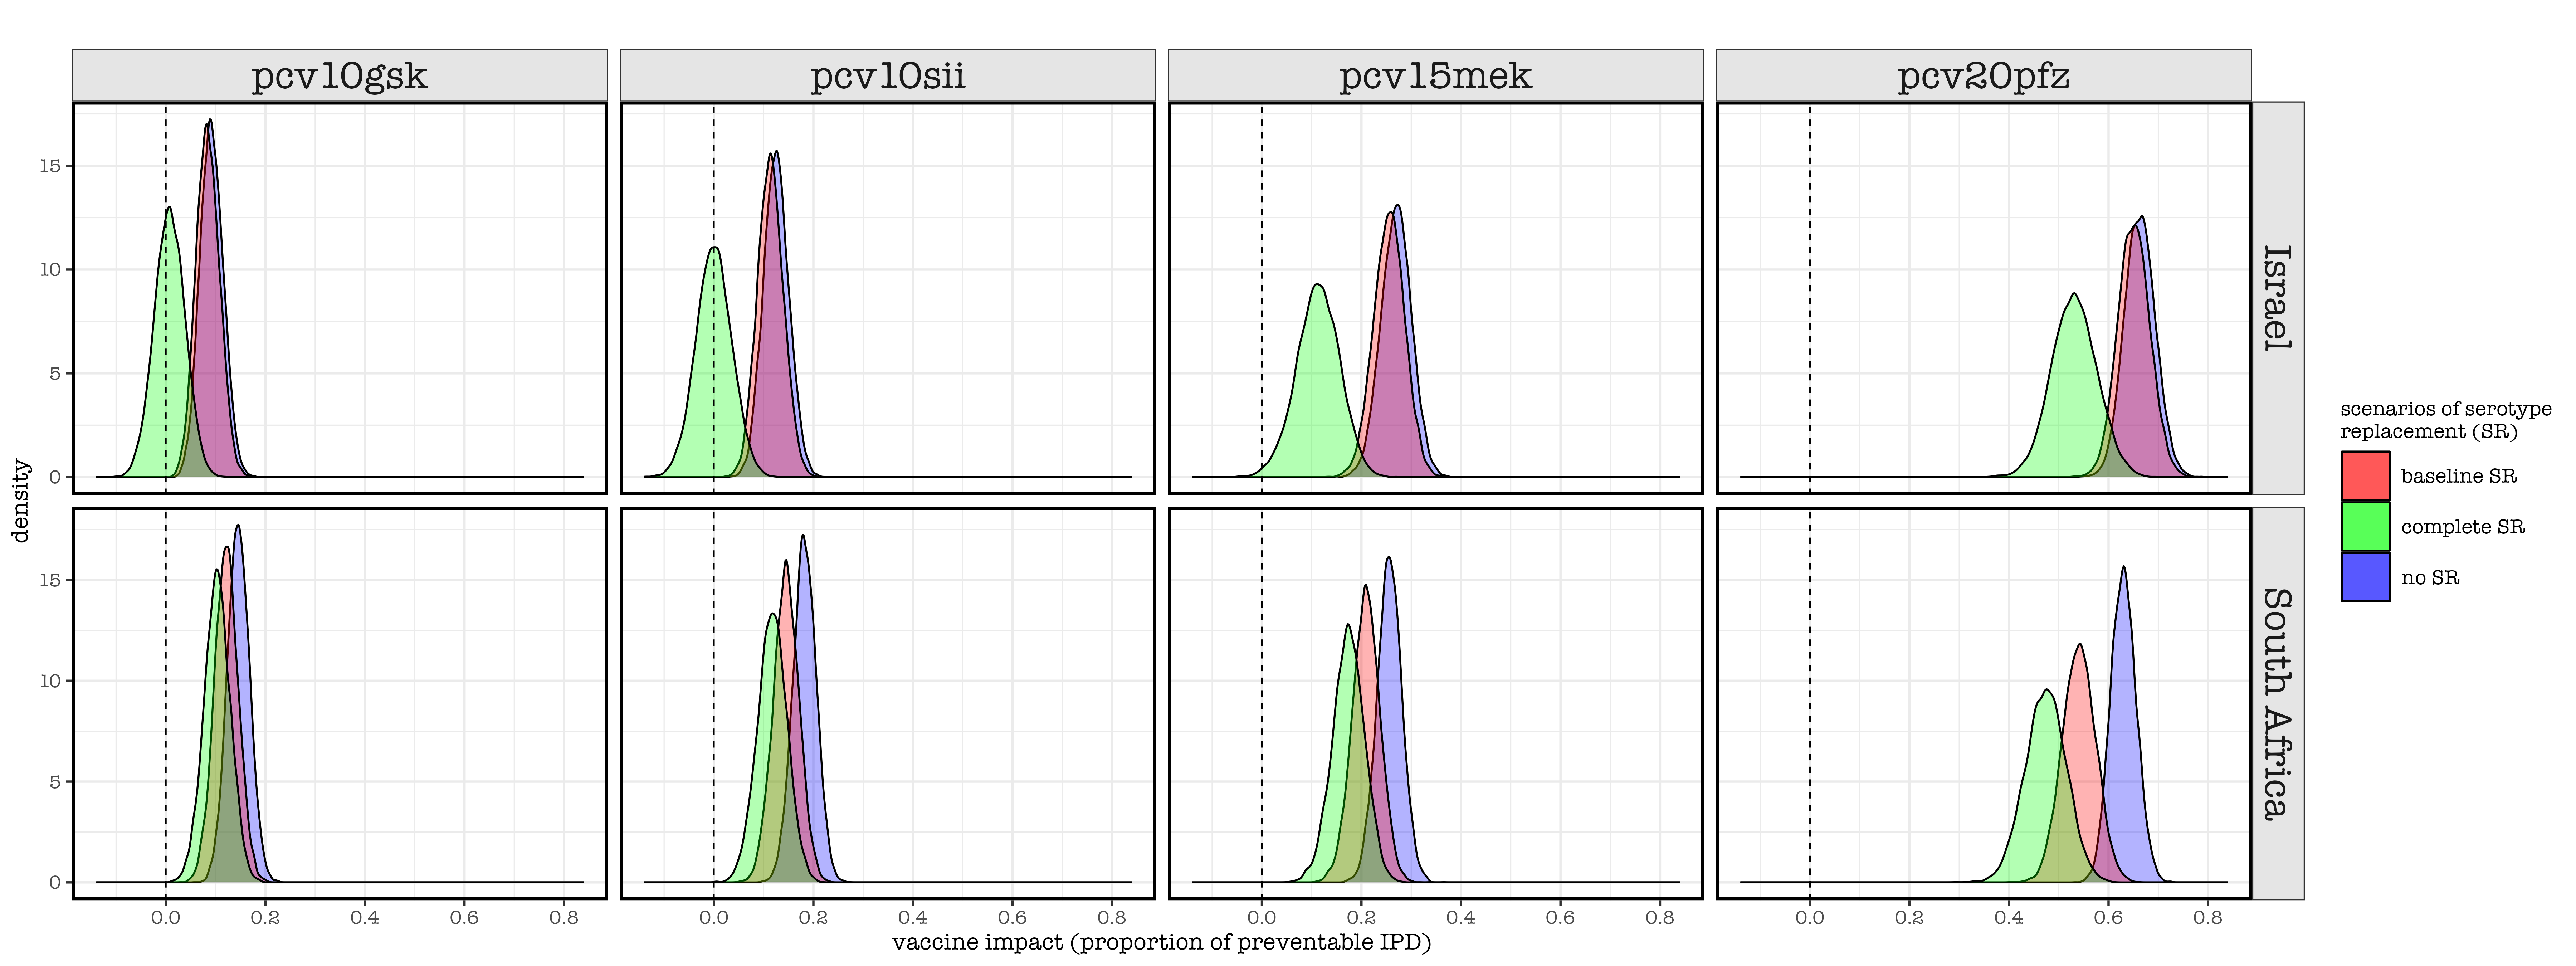 pcv10gsk pcv10sii pcv15mek pcv20pfz
15
10
5
0
Israel
15
10
5
0
South Africa
0.0 0.2 0.4 0.6 0.8 0.0 0.2 0.4 0.6 0.8 0.0 0.2 0.4 0.6 0.8 0.0 0.2 0.4 0.6 0.8
density
vaccine impact (proportion of preventable IPD)
scenarios of serotype
replacement (SR)
baseline SR
complete SR
no SR